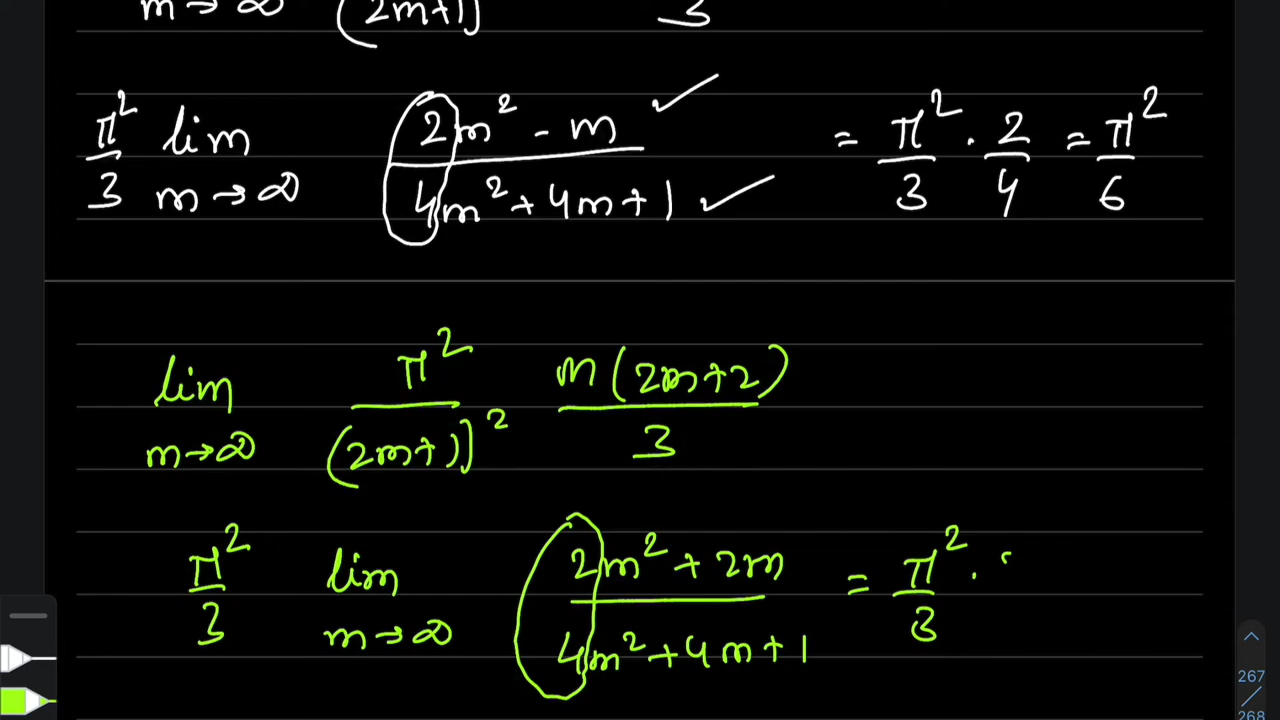 m→∞ (2m+1) 3
π²/3 lim m→∞ (2m² - m)/(4m² + 4m + 1) = π²/3 · 2/4 = π²/6
lim m→∞ π²/(2m+1)² m(2m+2)/3
π²/3 lim m→∞ (2m² + 2m)/(4m² + 4m + 1) = π²/3 ·
267
/
268